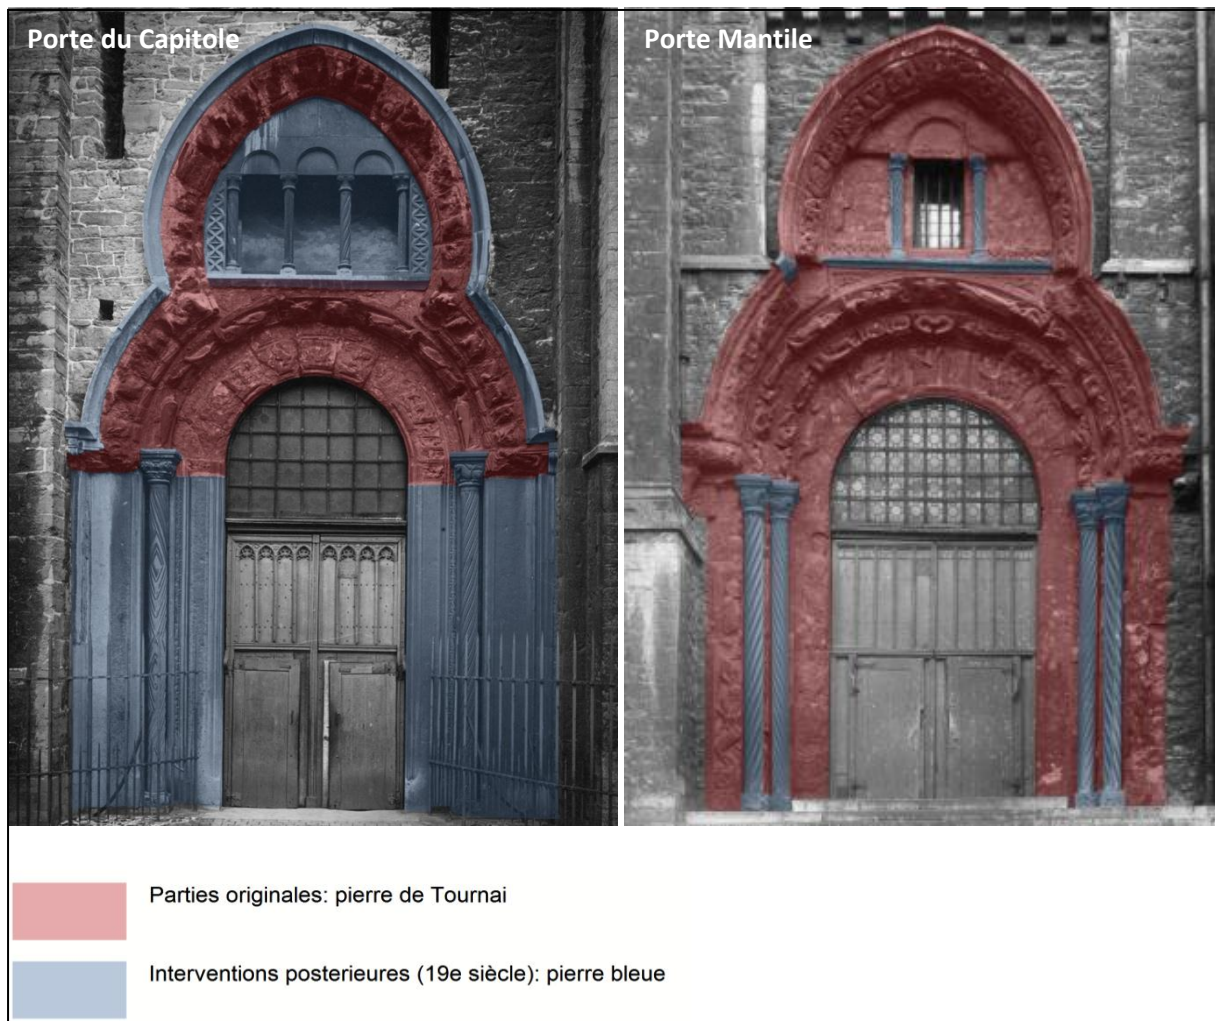 Porte du Capitole
Porte Mantile
Parties originales: pierre de Tournai
Interventions posterieures (19e siècle): pierre bleue